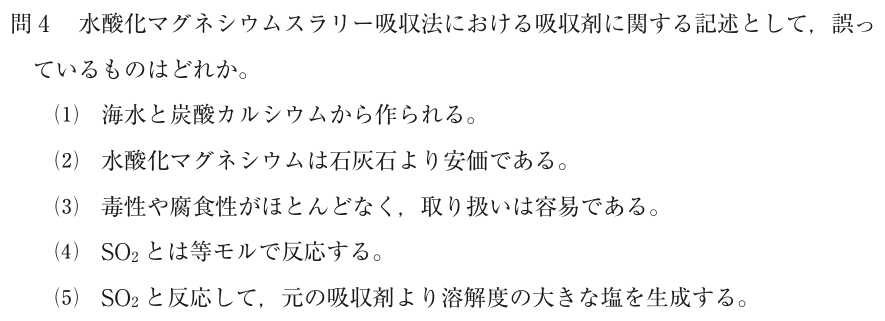 問4 水酸化マグネシウムスラリー吸収法における吸収剤に関する記述として，誤っ
ているものはどれか。
(1) 海水と炭酸カルシウムから作られる。
(2) 水酸化マグネシウムは石灰石より安価である。
(3) 毒性や腐食性がほとんどなく，取り扱いは容易である。
(4) SO₂とは等モルで反応する。
(5) SO₂と反応して，元の吸収剤より溶解度の大きな塩を生成する。